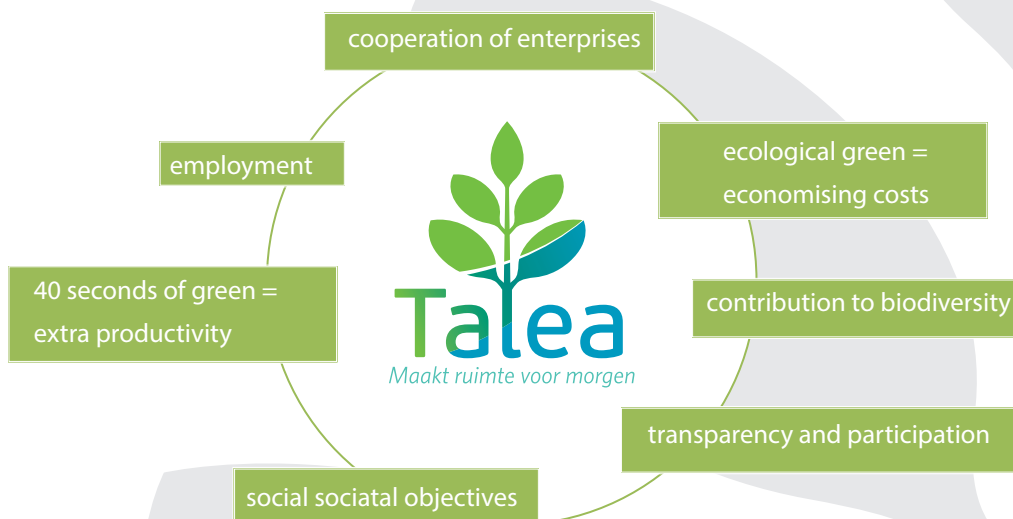 cooperation of enterprises
ecological green =
economising costs
employment
40 seconds of green =
extra productivity
contribution to biodiversity
Talea
Maakt ruimte voor morgen
transparency and participation
social sociatal objectives